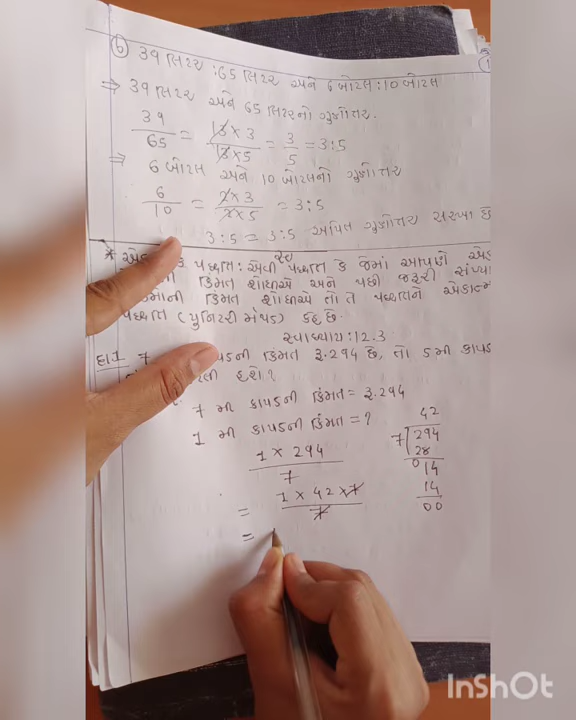 (b) 39 લિટર : 65 લિટર અને 6 બોટલ : 10 બોટલ
⇒ 39 લિટર અને 65 લિટરનો ગુણોત્તર.
39/65 = 13 × 3/13 × 5 = 3/5 = 3:5
⇒ 6 બોટલ અને 10 બોટલનો ગુણોત્તર
6/10 = 2 × 3/2 × 5 = 3:5
3:5 = 3:5 આપેલ ગુણોત્તર સરખા છે
* પદ્ધતિ : એવી પદ્ધતિ કે જેમાં આપણે
કિંમત શોધીએ અને પછી જરૂરી સંખ્યા
કિંમત શોધીએ તો તે પદ્ધતિને
પદ્ધતિ (યુનિટરી મેથડ) કહે છે.
સ્વાધ્યાય : 12.3
દા.1 7 કિંમત રૂ.294 છે, તો 5 મી
હશે ?
7 મી કાપડની કિંમત = રૂ.294
1 મી કાપડની કિંમત = ?
1 × 294/7
= 1 × 42 × 7/7
=
42
7 294
28
014
14
00
InShOt